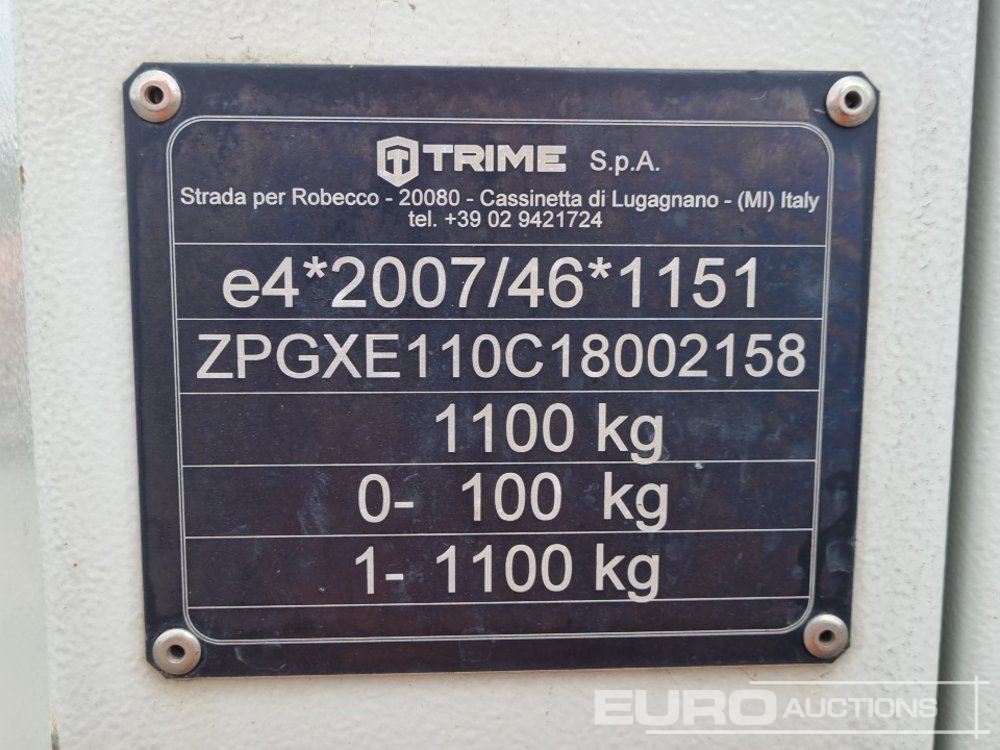 TRIME S.p.A.
Strada per Robecco - 20080 - Cassinetta di Lugagnano - (MI) Italy
tel. +39 02 9421724
e4*2007/46*1151
ZPGXE110C18002158
1100 kg
0- 100 kg
1- 1100 kg
EURO AUCTIONS